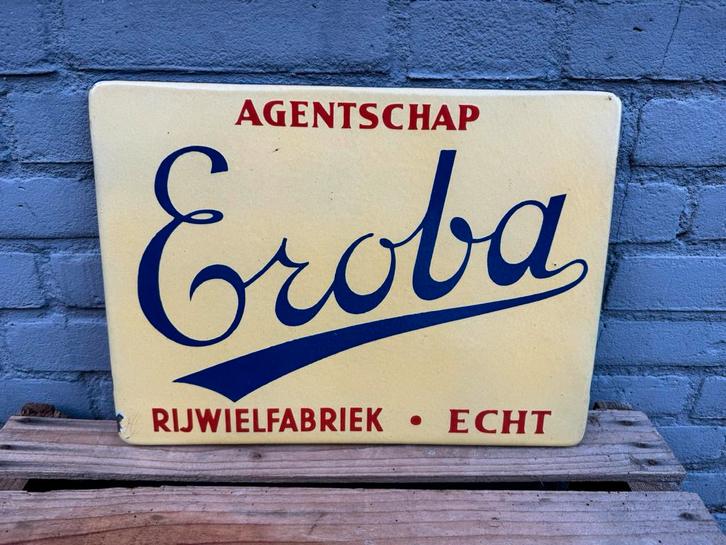 AGENTSCHAP
Eroba
RIJWIELFABRIEK • ECHT